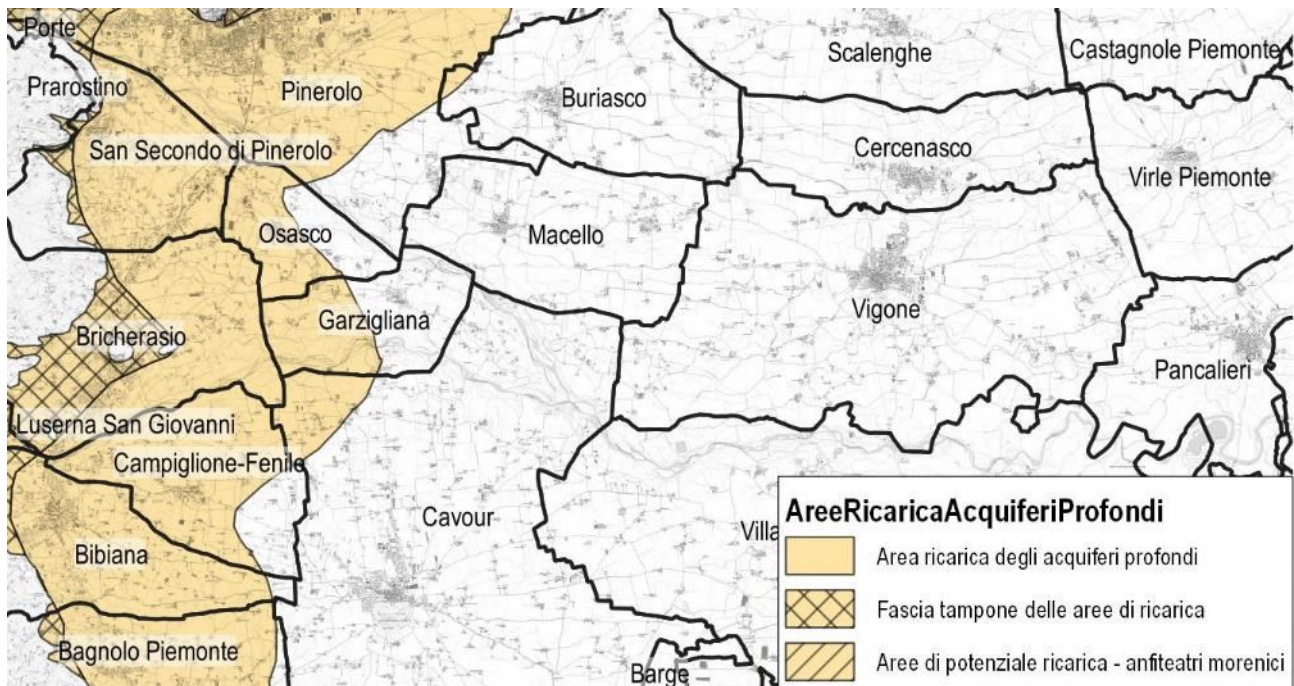 Porte
Scalenghe
Castagnole Piemonte
Prarostino
Pinerolo
Buriasco
San Secondo di Pinerolo
Cercenasco
Virle Piemonte
Osasco
Macello
Garzigliana
Vigone
Bricherasio
Pancalieri
Luserna San Giovanni
Campiglione-Fenile
Cavour
Villa
Bibiana
Bagnolo Piemonte
Barge
AreeRicaricaAcquiferiProfondi
Area ricarica degli acquiferi profondi
Fascia tampone delle aree di ricarica
Aree di potenziale ricarica - anfiteatri morenici